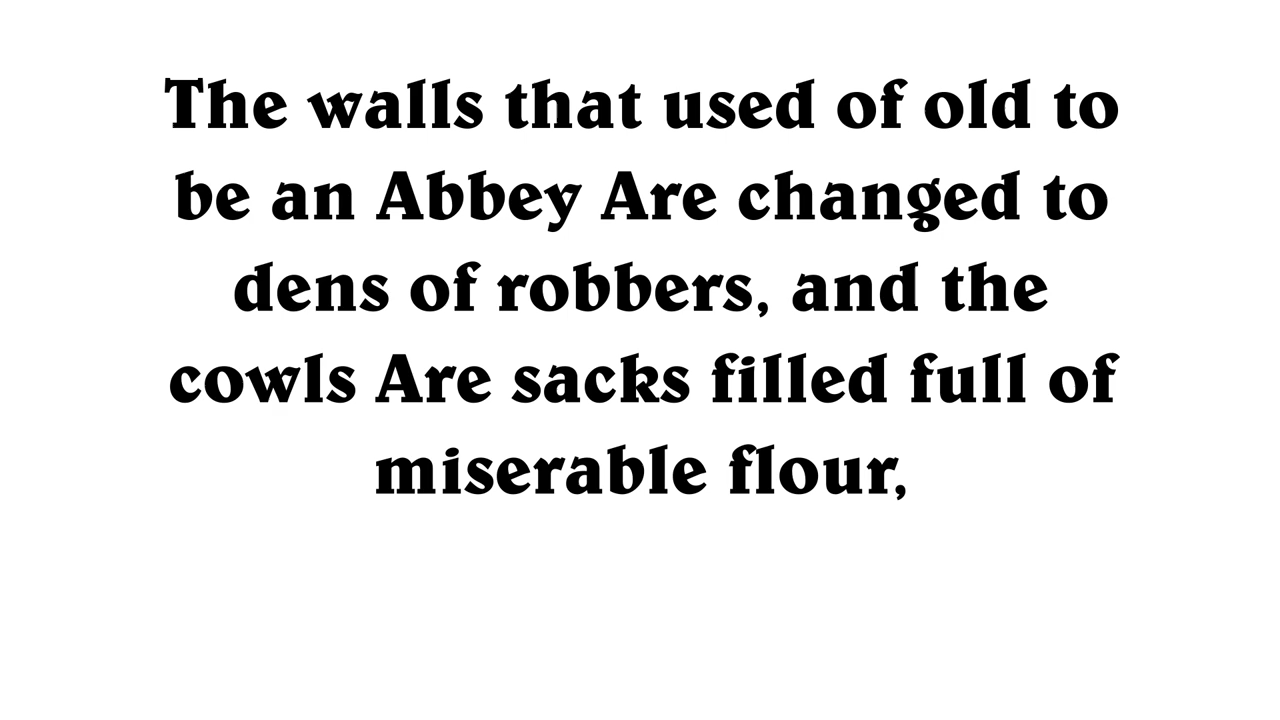 The walls that used of old to
be an Abbey Are changed to
dens of robbers, and the
cowls Are sacks filled full of
miserable flour,